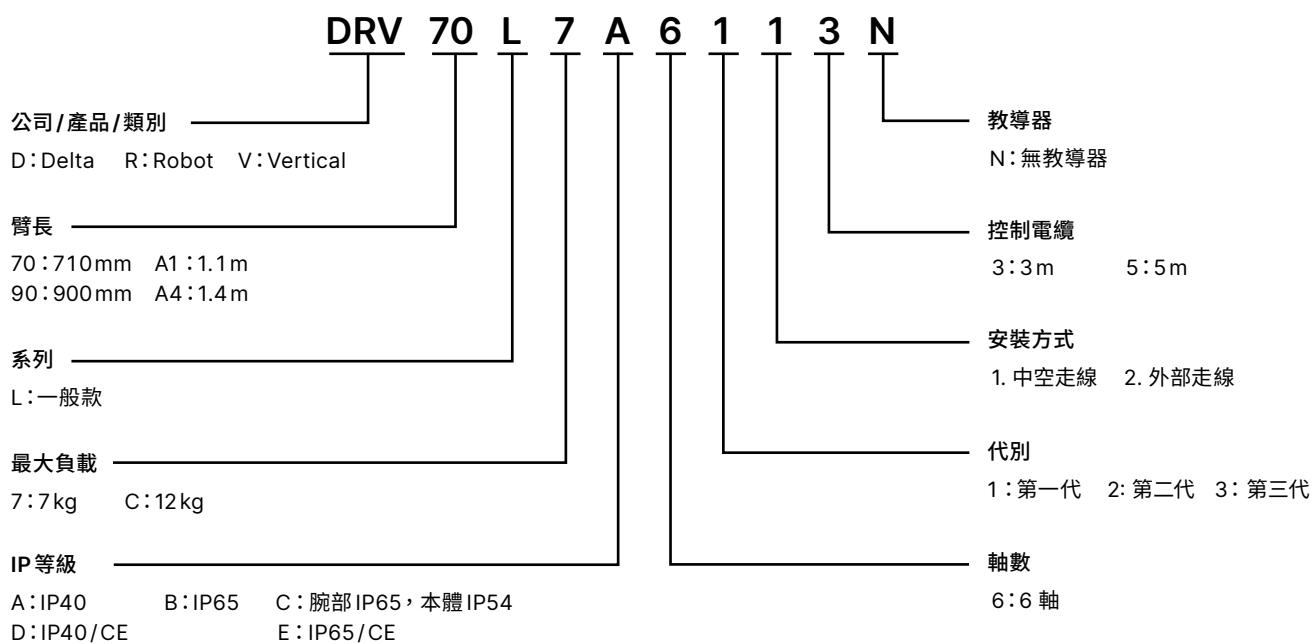 DRV 70 L 7 A 6 1 1 3 N
公司/產品/類別
D：Delta R：Robot V：Vertical
臂長
70：710mm A1：1.1m
90：900mm A4：1.4m
系列
L：一般款
最大負載
7：7kg C：12kg
IP等級
A：IP40 B：IP65 C：腕部IP65，本體IP54
D：IP40/CE E：IP65/CE
教導器
N：無教導器
控制電纜
3：3m 5：5m
安裝方式
1. 中空走線 2. 外部走線
代別
1：第一代 2: 第二代 3：第三代
軸數
6：6 軸